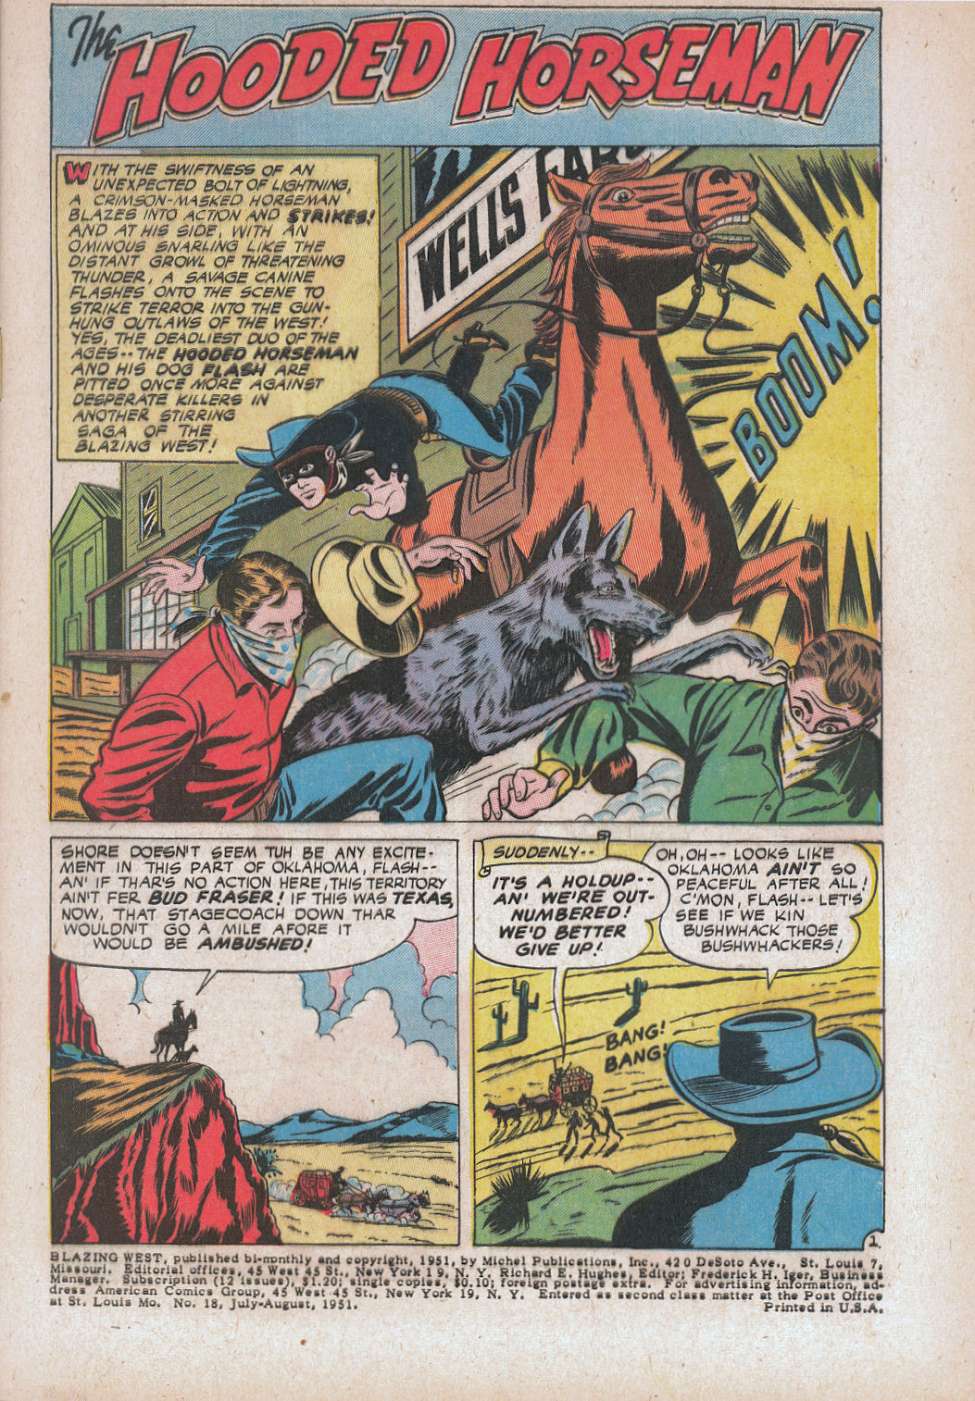 The
HOODED HORSEMAN
WITH THE SWIFTNESS OF AN
UNEXPECTED BOLT OF LIGHTNING,
A CRIMSON-MASKED HORSEMAN
BLAZES INTO ACTION AND STRIKES!
AND AT HIS SIDE, WITH AN
OMINOUS SNARLING LIKE THE
DISTANT GROWL OF THREATENING
THUNDER, A SAVAGE CANINE
FLASHES ONTO THE SCENE TO
STRIKE TERROR INTO THE GUN-
HUNG OUTLAWS OF THE WEST!
YES, THE DEADLIEST DUO OF THE
AGES-- THE HOODED HORSEMAN
AND HIS DOG FLASH ARE
PITTED ONCE MORE AGAINST
DESPERATE KILLERS IN
ANOTHER STIRRING
SAGA OF THE
BLAZING WEST!
WELLS FARGO
BOOM!
SHORE DOESN'T SEEM TUH BE ANY EXCITE-
MENT IN THIS PART OF OKLAHOMA, FLASH--
AN' IF THAR'S NO ACTION HERE, THIS TERRITORY
AIN'T FER BUD FRASER! IF THIS WAS TEXAS,
NOW, THAT STAGECOACH DOWN THAR
WOULDN'T GO A MILE AFORE IT
WOULD BE AMBUSHED!
SUDDENLY--
IT'S A HOLDUP--
AN' WE'RE OUT-
NUMBERED!
WE'D BETTER
GIVE UP!
OH, OH-- LOOKS LIKE
OKLAHOMA AIN'T SO
PEACEFUL AFTER ALL!
C'MON, FLASH-- LET'S
SEE IF WE KIN
BUSHWHACK THOSE
BUSHWHACKERS!
BANG!
BANG!
1
BLAZING WEST, published bi-monthly and copyright, 1951, by Michel Publications, Inc., 420 DeSoto Ave., St. Louis 7,
Missouri. Editorial offices, 45 West 45 St., New York 19, N. Y. Richard E. Hughes, Editor; Frederick H. Iger, Business
Manager. Subscription (12 issues), $1.20; single copies, $0.10; foreign postage extra. For advertising information, ad-
dress American Comics Group, 45 West 45 St., New York 19, N. Y. Entered as second class matter at the Post Office
at St. Louis Mo. No. 18, July-August, 1951. Printed in U.S.A.